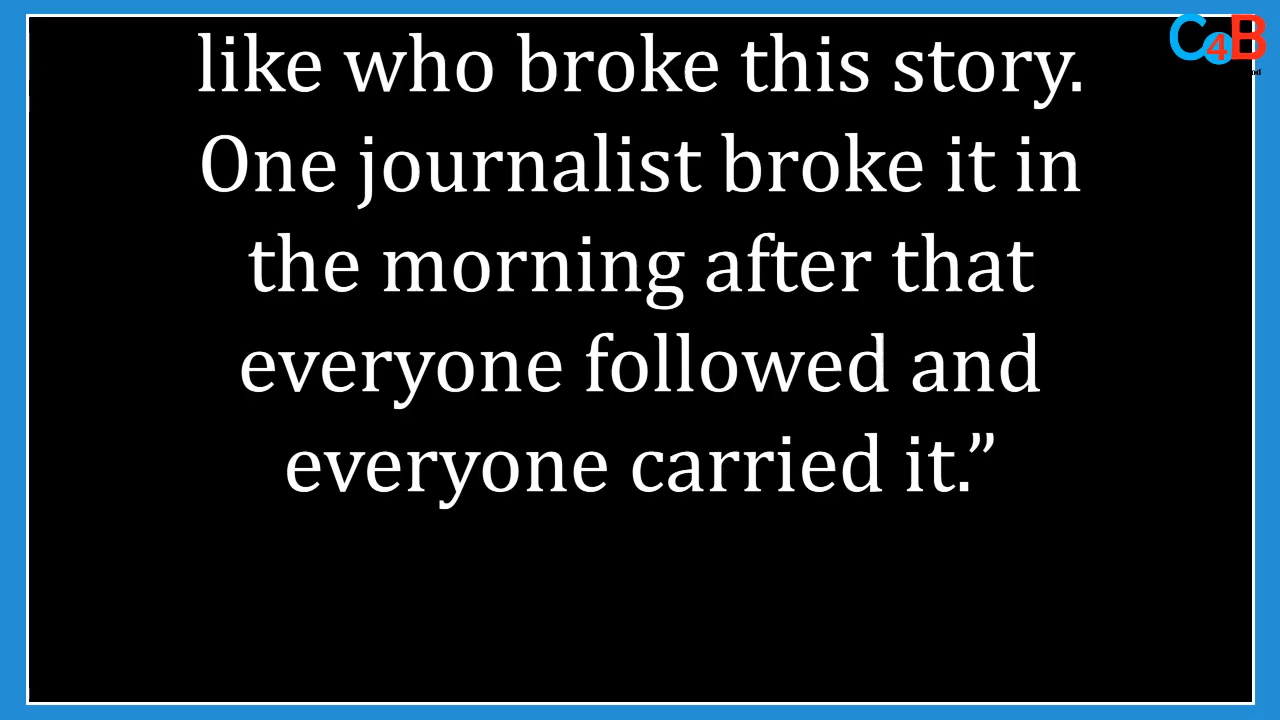 like who broke this story.
One journalist broke it in
the morning after that
everyone followed and
everyone carried it.”
C4B